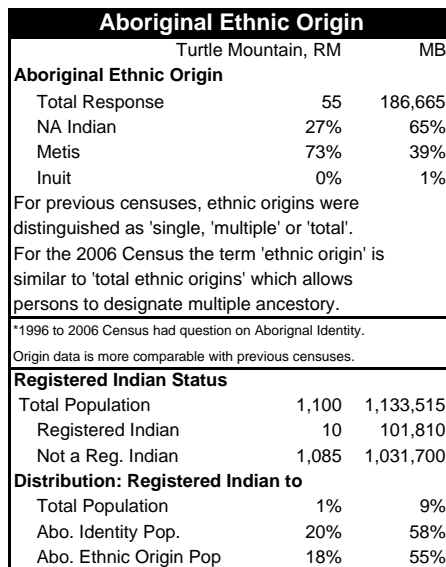 Aboriginal Ethnic Origin
Turtle Mountain, RM MB
Aboriginal Ethnic Origin
Total Response 55 186,665
NA Indian 27% 65%
Metis 73% 39%
Inuit 0% 1%
For previous censuses, ethnic origins were
distinguished as 'single, 'multiple' or 'total'.
For the 2006 Census the term 'ethnic origin' is
similar to 'total ethnic origins' which allows
persons to designate multiple ancestory.
*1996 to 2006 Census had question on Aborignal Identity.
Origin data is more comparable with previous censuses.
Registered Indian Status
Total Population 1,100 1,133,515
Registered Indian 10 101,810
Not a Reg. Indian 1,085 1,031,700
Distribution: Registered Indian to
Total Population 1% 9%
Abo. Identity Pop. 20% 58%
Abo. Ethnic Origin Pop 18% 55%